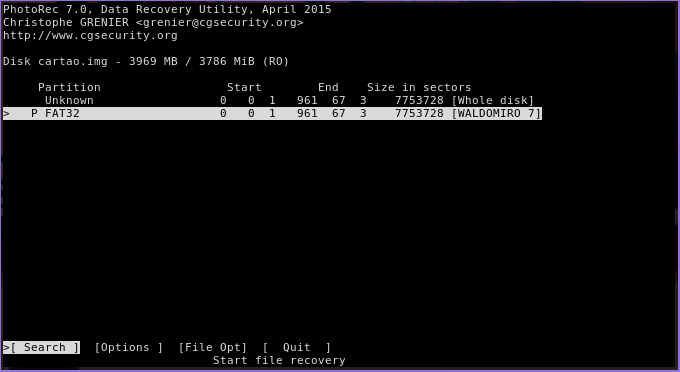 PhotoRec 7.0, Data Recovery Utility, April 2015
Christophe GRENIER <grenier@cgsecurity.org>
http://www.cgsecurity.org
Disk cartao.img - 3969 MB / 3786 MiB (RO)
Partition Start End Size in sectors
Unknown 0 0 1 961 67 3 7753728 [Whole disk]
> P FAT32 0 0 1 961 67 3 7753728 [WALDOMIRO 7]
>[ Search ] [Options ] [File Opt] [ Quit ]
Start file recovery